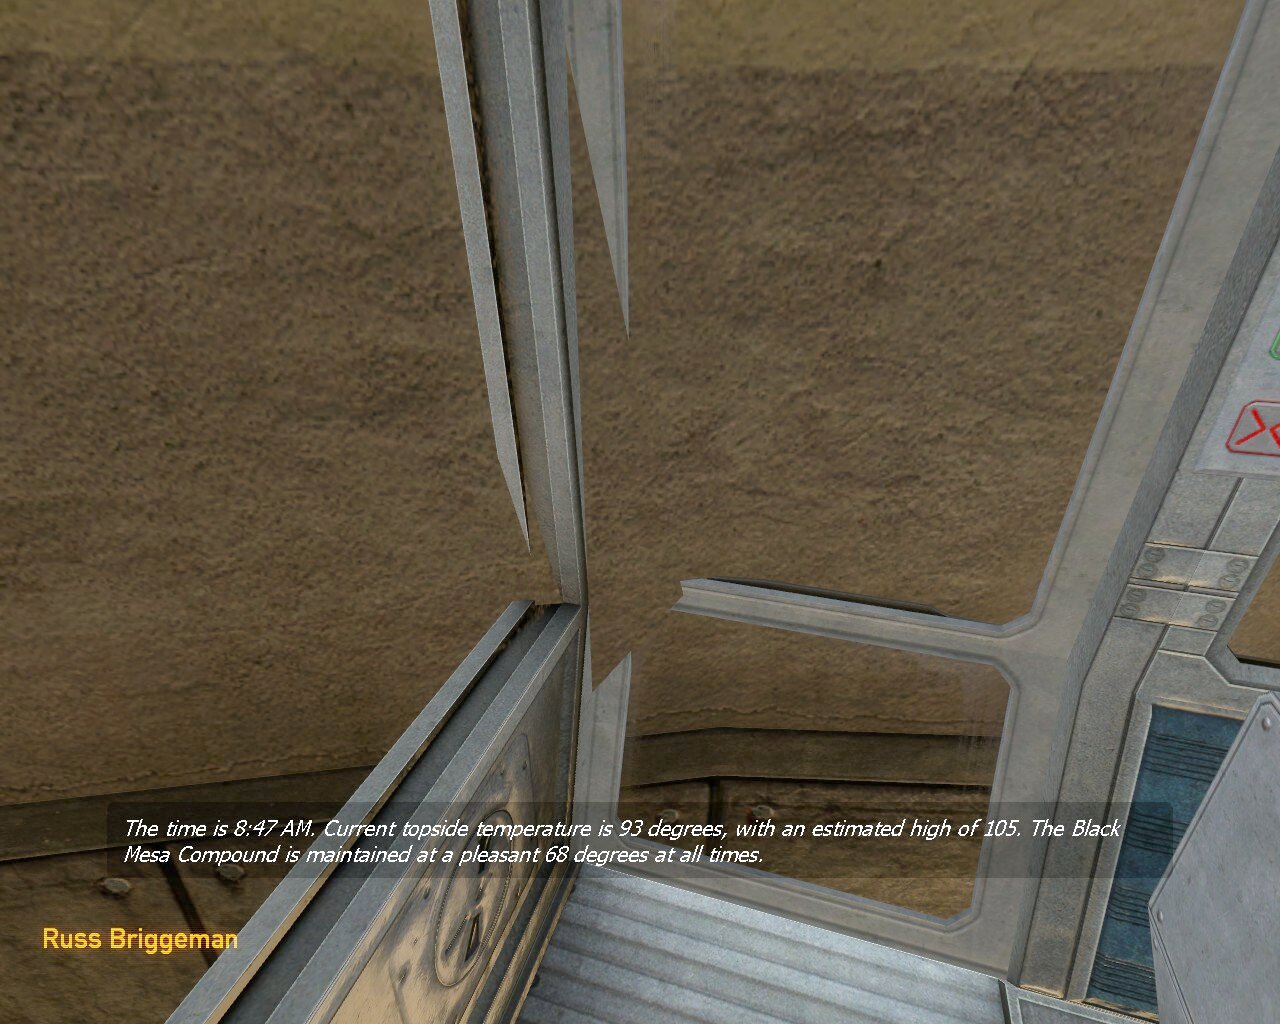 The time is 8:47 AM. Current topside temperature is 93 degrees, with an estimated high of 105. The Black
Mesa Compound is maintained at a pleasant 68 degrees at all times.
Russ Briggeman